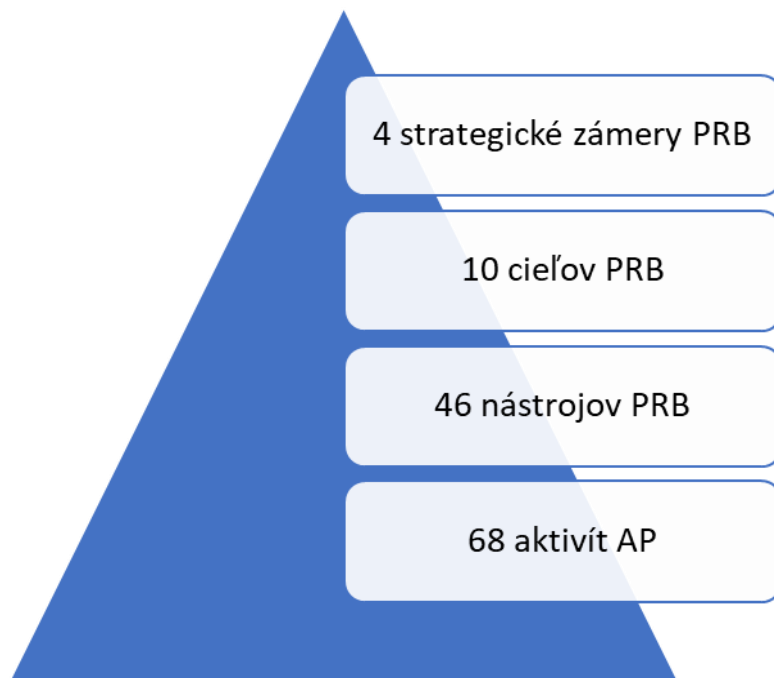 4 strategické zámery PRB
10 cieľov PRB
46 nástrojov PRB
68 aktivít AP